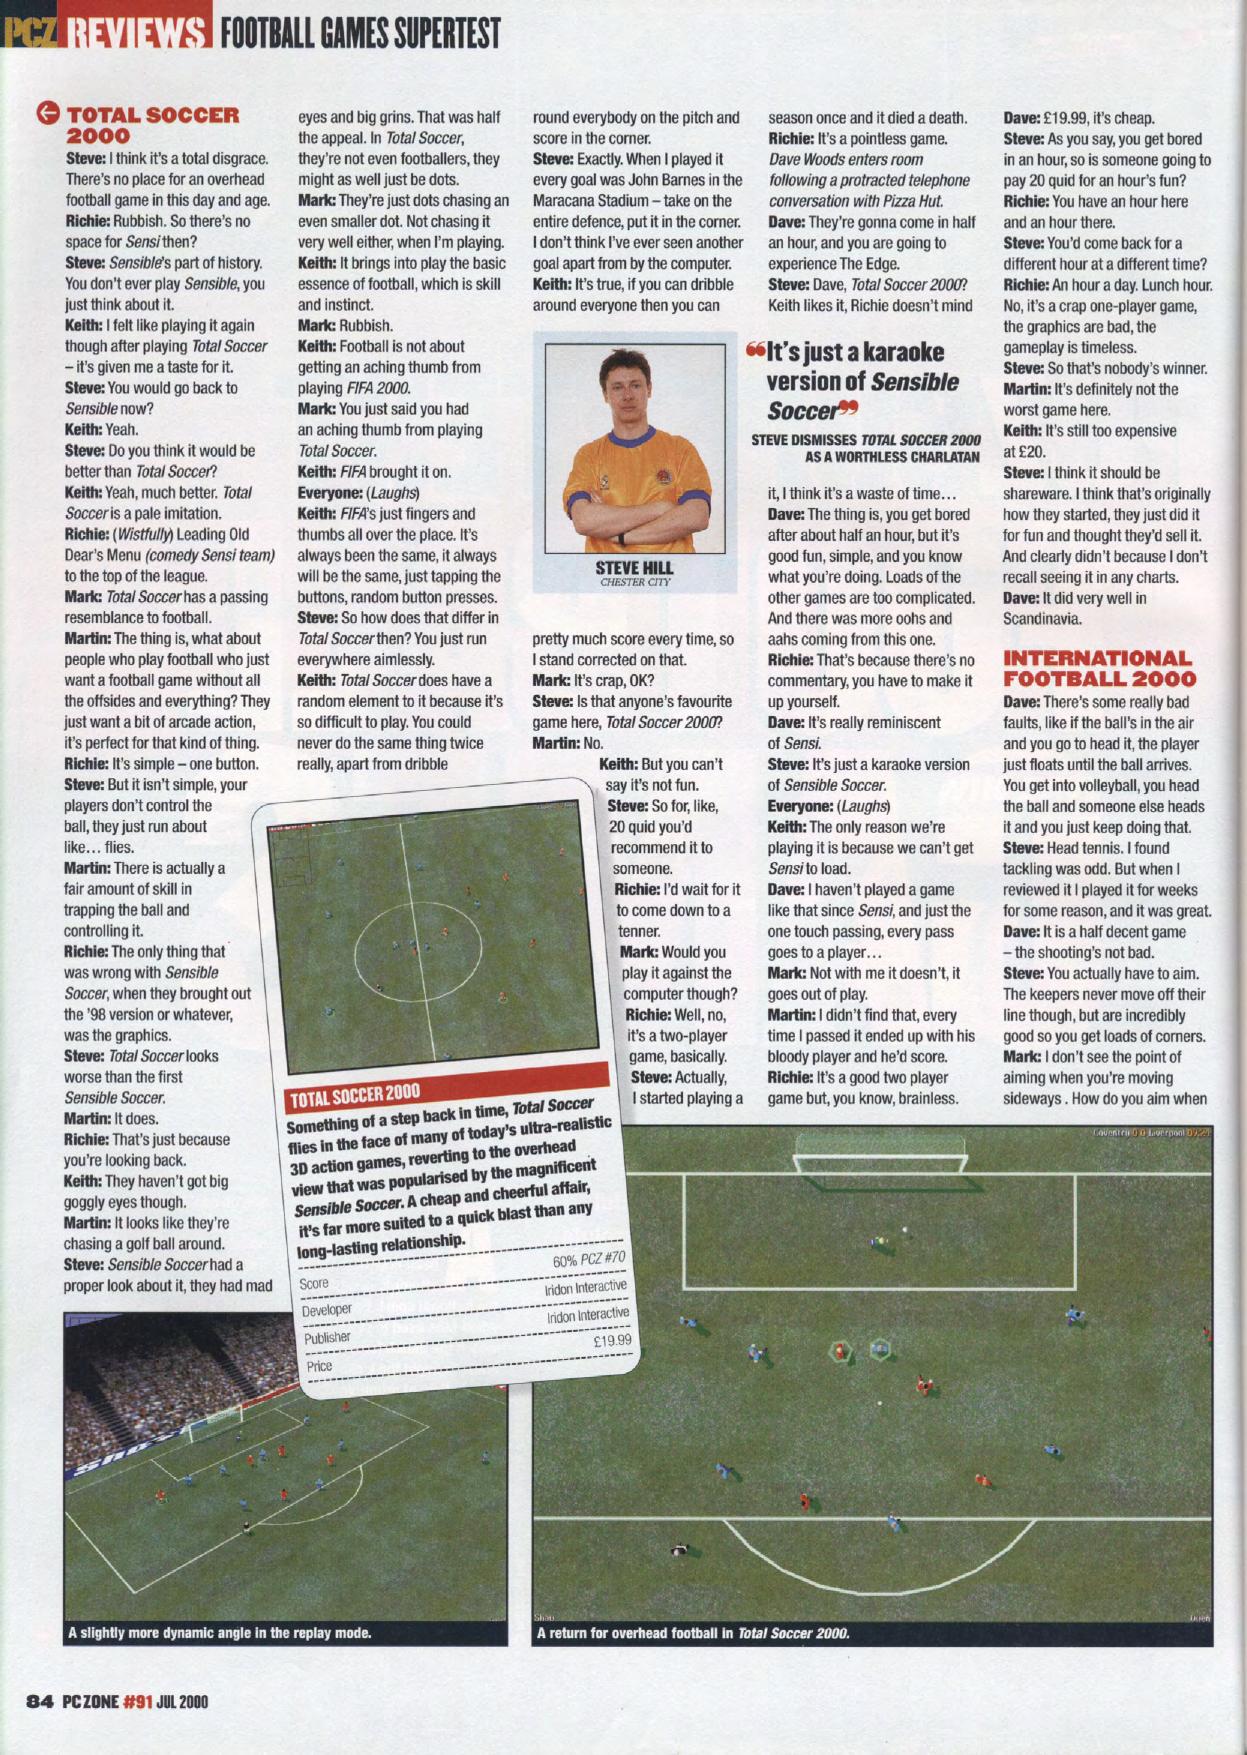 PCZ REVIEWS FOOTBALL GAMES SUPERTEST
TOTAL SOCCER
2000
Steve: I think it's a total disgrace.
There's no place for an overhead
football game in this day and age.
Richie: Rubbish. So there's no
space for Sensi then?
Steve: Sensible's part of history.
You don't ever play Sensible, you
just think about it.
Keith: I felt like playing it again
though after playing Total Soccer
– it's given me a taste for it.
Steve: You would go back to
Sensible now?
Keith: Yeah.
Steve: Do you think it would be
better than Total Soccer?
Keith: Yeah, much better. Total
Soccer is a pale imitation.
Richie: (Wistfully) Leading Old
Dear's Menu (comedy Sensi team)
to the top of the league.
Mark: Total Soccer has a passing
resemblance to football.
Martin: The thing is, what about
people who play football who just
want a football game without all
the offsides and everything? They
just want a bit of arcade action,
it's perfect for that kind of thing.
Richie: It's simple – one button.
Steve: But it isn't simple, your
players don't control the
ball, they just run about
like... flies.
Martin: There is actually a
fair amount of skill in
trapping the ball and
controlling it.
Richie: The only thing that
was wrong with Sensible
Soccer, when they brought out
the '98 version or whatever,
was the graphics.
Steve: Total Soccer looks
worse than the first
Sensible Soccer.
Martin: It does.
Richie: That's just because
you're looking back.
Keith: They haven't got big
goggly eyes though.
Martin: It looks like they're
chasing a golf ball around.
Steve: Sensible Soccer had a
proper look about it, they had mad
eyes and big grins. That was half
the appeal. In Total Soccer,
they're not even footballers, they
might as well just be dots.
Mark: They're just dots chasing an
even smaller dot. Not chasing it
very well either, when I'm playing.
Keith: It brings into play the basic
essence of football, which is skill
and instinct.
Mark: Rubbish.
Keith: Football is not about
getting an aching thumb from
playing FIFA 2000.
Mark: You just said you had
an aching thumb from playing
Total Soccer.
Keith: FIFA brought it on.
Everyone: (Laughs)
Keith: FIFA's just fingers and
thumbs all over the place. It's
always been the same, it always
will be the same, just tapping the
buttons, random button presses.
Steve: So how does that differ in
Total Soccer then? You just run
everywhere aimlessly.
Keith: Total Soccer does have a
random element to it because it's
so difficult to play. You could
never do the same thing twice
really, apart from dribble
round everybody on the pitch and
score in the corner.
Steve: Exactly. When I played it
every goal was John Barnes in the
Maracana Stadium – take on the
entire defence, put it in the corner.
I don't think I've ever seen another
goal apart from by the computer.
Keith: It's true, if you can dribble
around everyone then you can
STEVE HILL
CHESTER CITY
pretty much score every time, so
I stand corrected on that.
Mark: It's crap, OK?
Steve: Is that anyone's favourite
game here, Total Soccer 2000?
Martin: No.
Keith: But you can't
say it's not fun.
Steve: So for, like,
20 quid you'd
recommend it to
someone.
Richie: I'd wait for it
to come down to a
tenner.
Mark: Would you
play it against the
computer though?
Richie: Well, no,
it's a two-player
game, basically.
Steve: Actually,
I started playing a
season once and it died a death.
Richie: It's a pointless game.
Dave Woods enters room
following a protracted telephone
conversation with Pizza Hut.
Dave: They're gonna come in half
an hour, and you are going to
experience The Edge.
Steve: Dave, Total Soccer 2000?
Keith likes it, Richie doesn't mind
“It's just a karaoke
version of Sensible
Soccer”
STEVE DISMISSES TOTAL SOCCER 2000
AS A WORTHLESS CHARLATAN
it, I think it's a waste of time...
Dave: The thing is, you get bored
after about half an hour, but it's
good fun, simple, and you know
what you're doing. Loads of the
other games are too complicated.
And there was more oohs and
aahs coming from this one.
Richie: That's because there's no
commentary, you have to make it
up yourself.
Dave: It's really reminiscent
of Sensi.
Steve: It's just a karaoke version
of Sensible Soccer.
Everyone: (Laughs)
Keith: The only reason we're
playing it is because we can't get
Sensi to load.
Dave: I haven't played a game
like that since Sensi, and just the
one touch passing, every pass
goes to a player...
Mark: Not with me it doesn't, it
goes out of play.
Martin: I didn't find that, every
time I passed it ended up with his
bloody player and he'd score.
Richie: It's a good two player
game but, you know, brainless.
Dave: £19.99, it's cheap.
Steve: As you say, you get bored
in an hour, so is someone going to
pay 20 quid for an hour's fun?
Richie: You have an hour here
and an hour there.
Steve: You'd come back for a
different hour at a different time?
Richie: An hour a day. Lunch hour.
No, it's a crap one-player game,
the graphics are bad, the
gameplay is timeless.
Steve: So that's nobody's winner.
Martin: It's definitely not the
worst game here.
Keith: It's still too expensive
at £20.
Steve: I think it should be
shareware. I think that's originally
how they started, they just did it
for fun and thought they'd sell it.
And clearly didn't because I don't
recall seeing it in any charts.
Dave: It did very well in
Scandinavia.
INTERNATIONAL
FOOTBALL 2000
Dave: There's some really bad
faults, like if the ball's in the air
and you go to head it, the player
just floats until the ball arrives.
You get into volleyball, you head
the ball and someone else heads
it and you just keep doing that.
Steve: Head tennis. I found
tackling was odd. But when I
reviewed it I played it for weeks
for some reason, and it was great.
Dave: It is a half decent game
– the shooting's not bad.
Steve: You actually have to aim.
The keepers never move off their
line though, but are incredibly
good so you get loads of corners.
Mark: I don't see the point of
aiming when you're moving
sideways . How do you aim when
TOTAL SOCCER 2000
Something of a step back in time, Total Soccer
flies in the face of many of today's ultra-realistic
3D action games, reverting to the overhead
view that was popularised by the magnificent
Sensible Soccer. A cheap and cheerful affair,
it's far more suited to a quick blast than any
long-lasting relationship.
Score 60% PCZ #70
Developer Iridon Interactive
Publisher Iridon Interactive
Price £19.99
Coventry 0:0 Liverpool
Shau
Owen
A slightly more dynamic angle in the replay mode.
A return for overhead football in Total Soccer 2000.
84 PC ZONE #91 JUL 2000